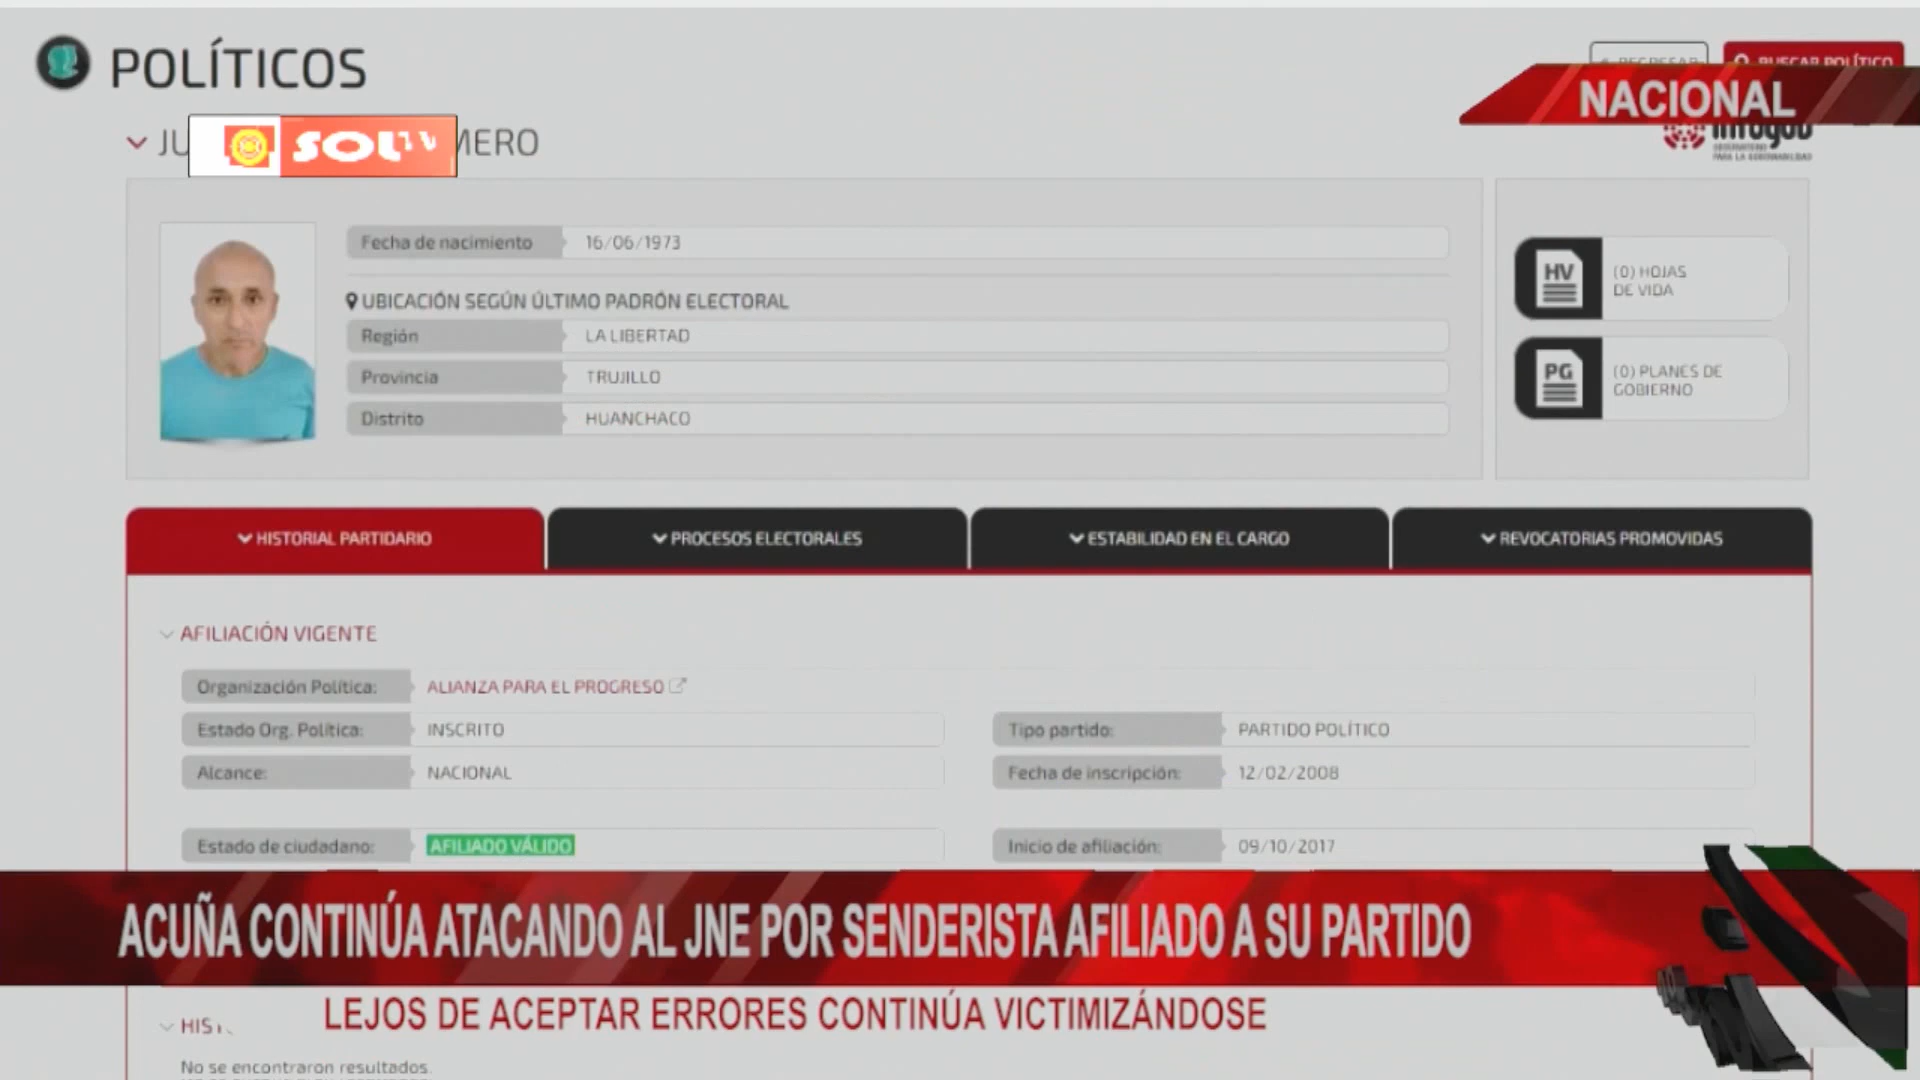 POLÍTICOS
BUSCAR POLÍTICO
NACIONAL
SOL TV
MERO
infogob
Fecha de nacimiento 16/06/1973
UBICACIÓN SEGÚN ÚLTIMO PADRÓN ELECTORAL
Región LA LIBERTAD
Provincia TRUJILLO
Distrito HUANCHACO
HV (0) HOJAS
DE VIDA
PG (0) PLANES DE
GOBIERNO
HISTORIAL PARTIDARIO PROCESOS ELECTORALES ESTABILIDAD EN EL CARGO REVOCATORIAS PROMOVIDAS
AFILIACIÓN VIGENTE
Organización Política: ALIANZA PARA EL PROGRESO
Estado Org. Política: INSCRITO Tipo partido: PARTIDO POLÍTICO
Alcance: NACIONAL Fecha de inscripción: 12/02/2008
Estado de ciudadano: AFILIADO VÁLIDO Inicio de afiliación: 09/10/2017
ACUÑA CONTINÚA ATACANDO AL JNE POR SENDERISTA AFILIADO A SU PARTIDO
LEJOS DE ACEPTAR ERRORES CONTINÚA VICTIMIZÁNDOSE
No se encontraron resultados.